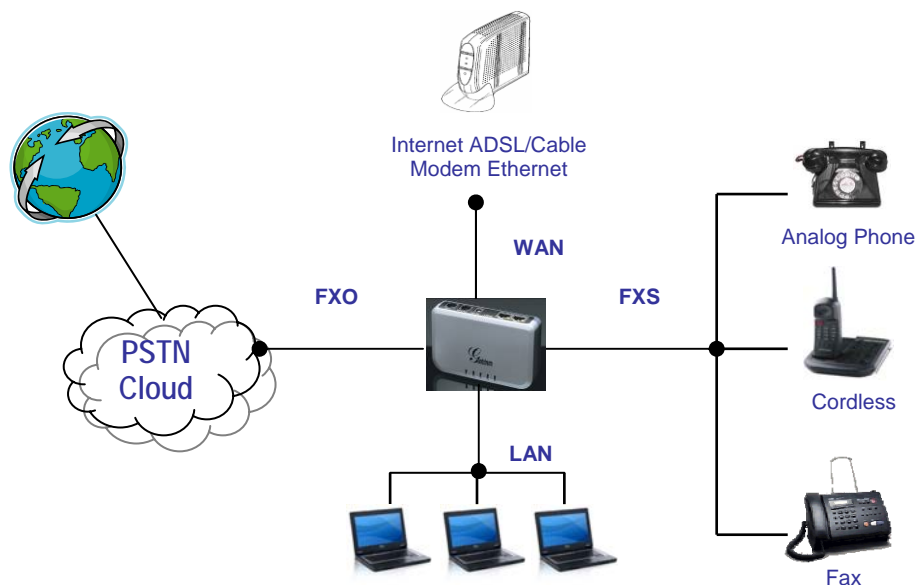 Internet ADSL/Cable
Modem Ethernet
WAN
FXO
FXS
Analog Phone
PSTN
Cloud
Cordless
LAN
Fax